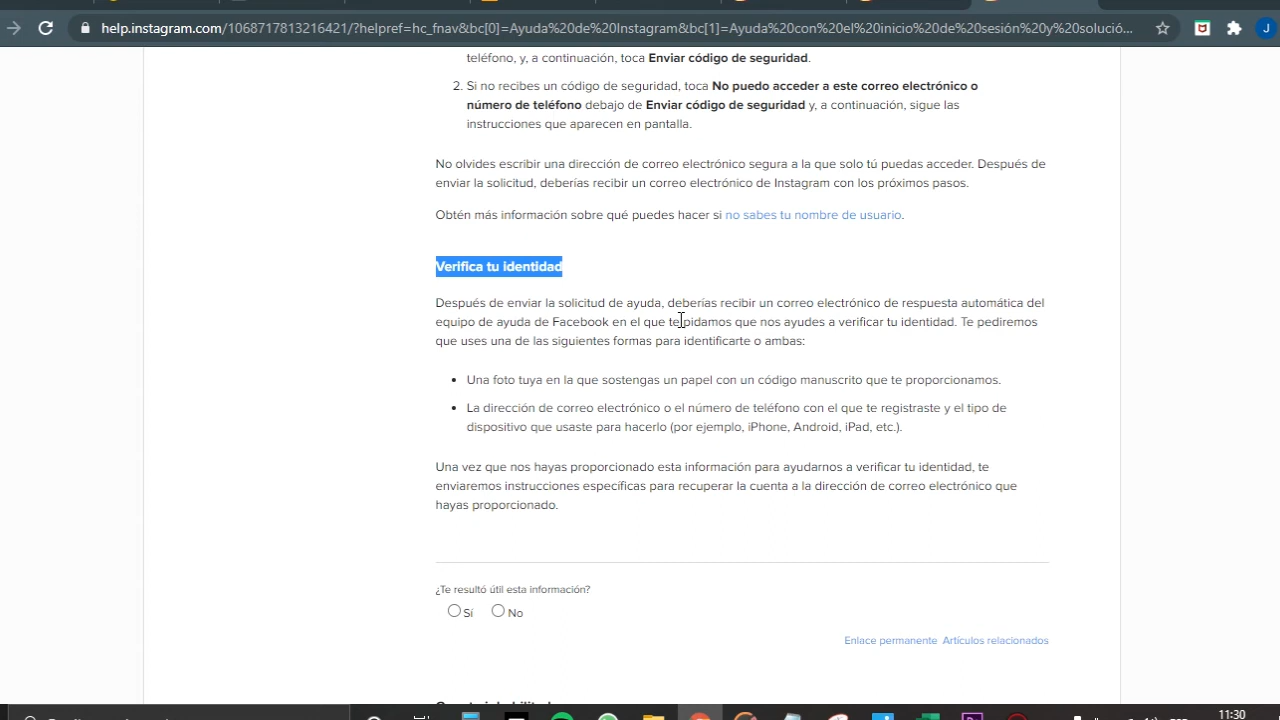 help.instagram.com/1068717813216421/?helpref=hc_fnav&bc[0]=Ayuda%20de%20Instagram&bc[1]=Ayuda%20con%20el%20inicio%20de%20sesión%20y%20solució...
J
teléfono, y, a continuación, toca Enviar código de seguridad.
2. Si no recibes un código de seguridad, toca No puedo acceder a este correo electrónico o
número de teléfono debajo de Enviar código de seguridad y, a continuación, sigue las
instrucciones que aparecen en pantalla.
No olvides escribir una dirección de correo electrónico segura a la que solo tú puedas acceder. Después de
enviar la solicitud, deberías recibir un correo electrónico de Instagram con los próximos pasos.
Obtén más información sobre qué puedes hacer si no sabes tu nombre de usuario.
Verifica tu identidad
Después de enviar la solicitud de ayuda, deberías recibir un correo electrónico de respuesta automática del
equipo de ayuda de Facebook en el que te pidamos que nos ayudes a verificar tu identidad. Te pediremos
que uses una de las siguientes formas para identificarte o ambas:
• Una foto tuya en la que sostengas un papel con un código manuscrito que te proporcionamos.
• La dirección de correo electrónico o el número de teléfono con el que te registraste y el tipo de
dispositivo que usaste para hacerlo (por ejemplo, iPhone, Android, iPad, etc.).
Una vez que nos hayas proporcionado esta información para ayudarnos a verificar tu identidad, te
enviaremos instrucciones específicas para recuperar la cuenta a la dirección de correo electrónico que
hayas proporcionado.
¿Te resultó útil esta información?
Sí No
Enlace permanente Artículos relacionados
11:30